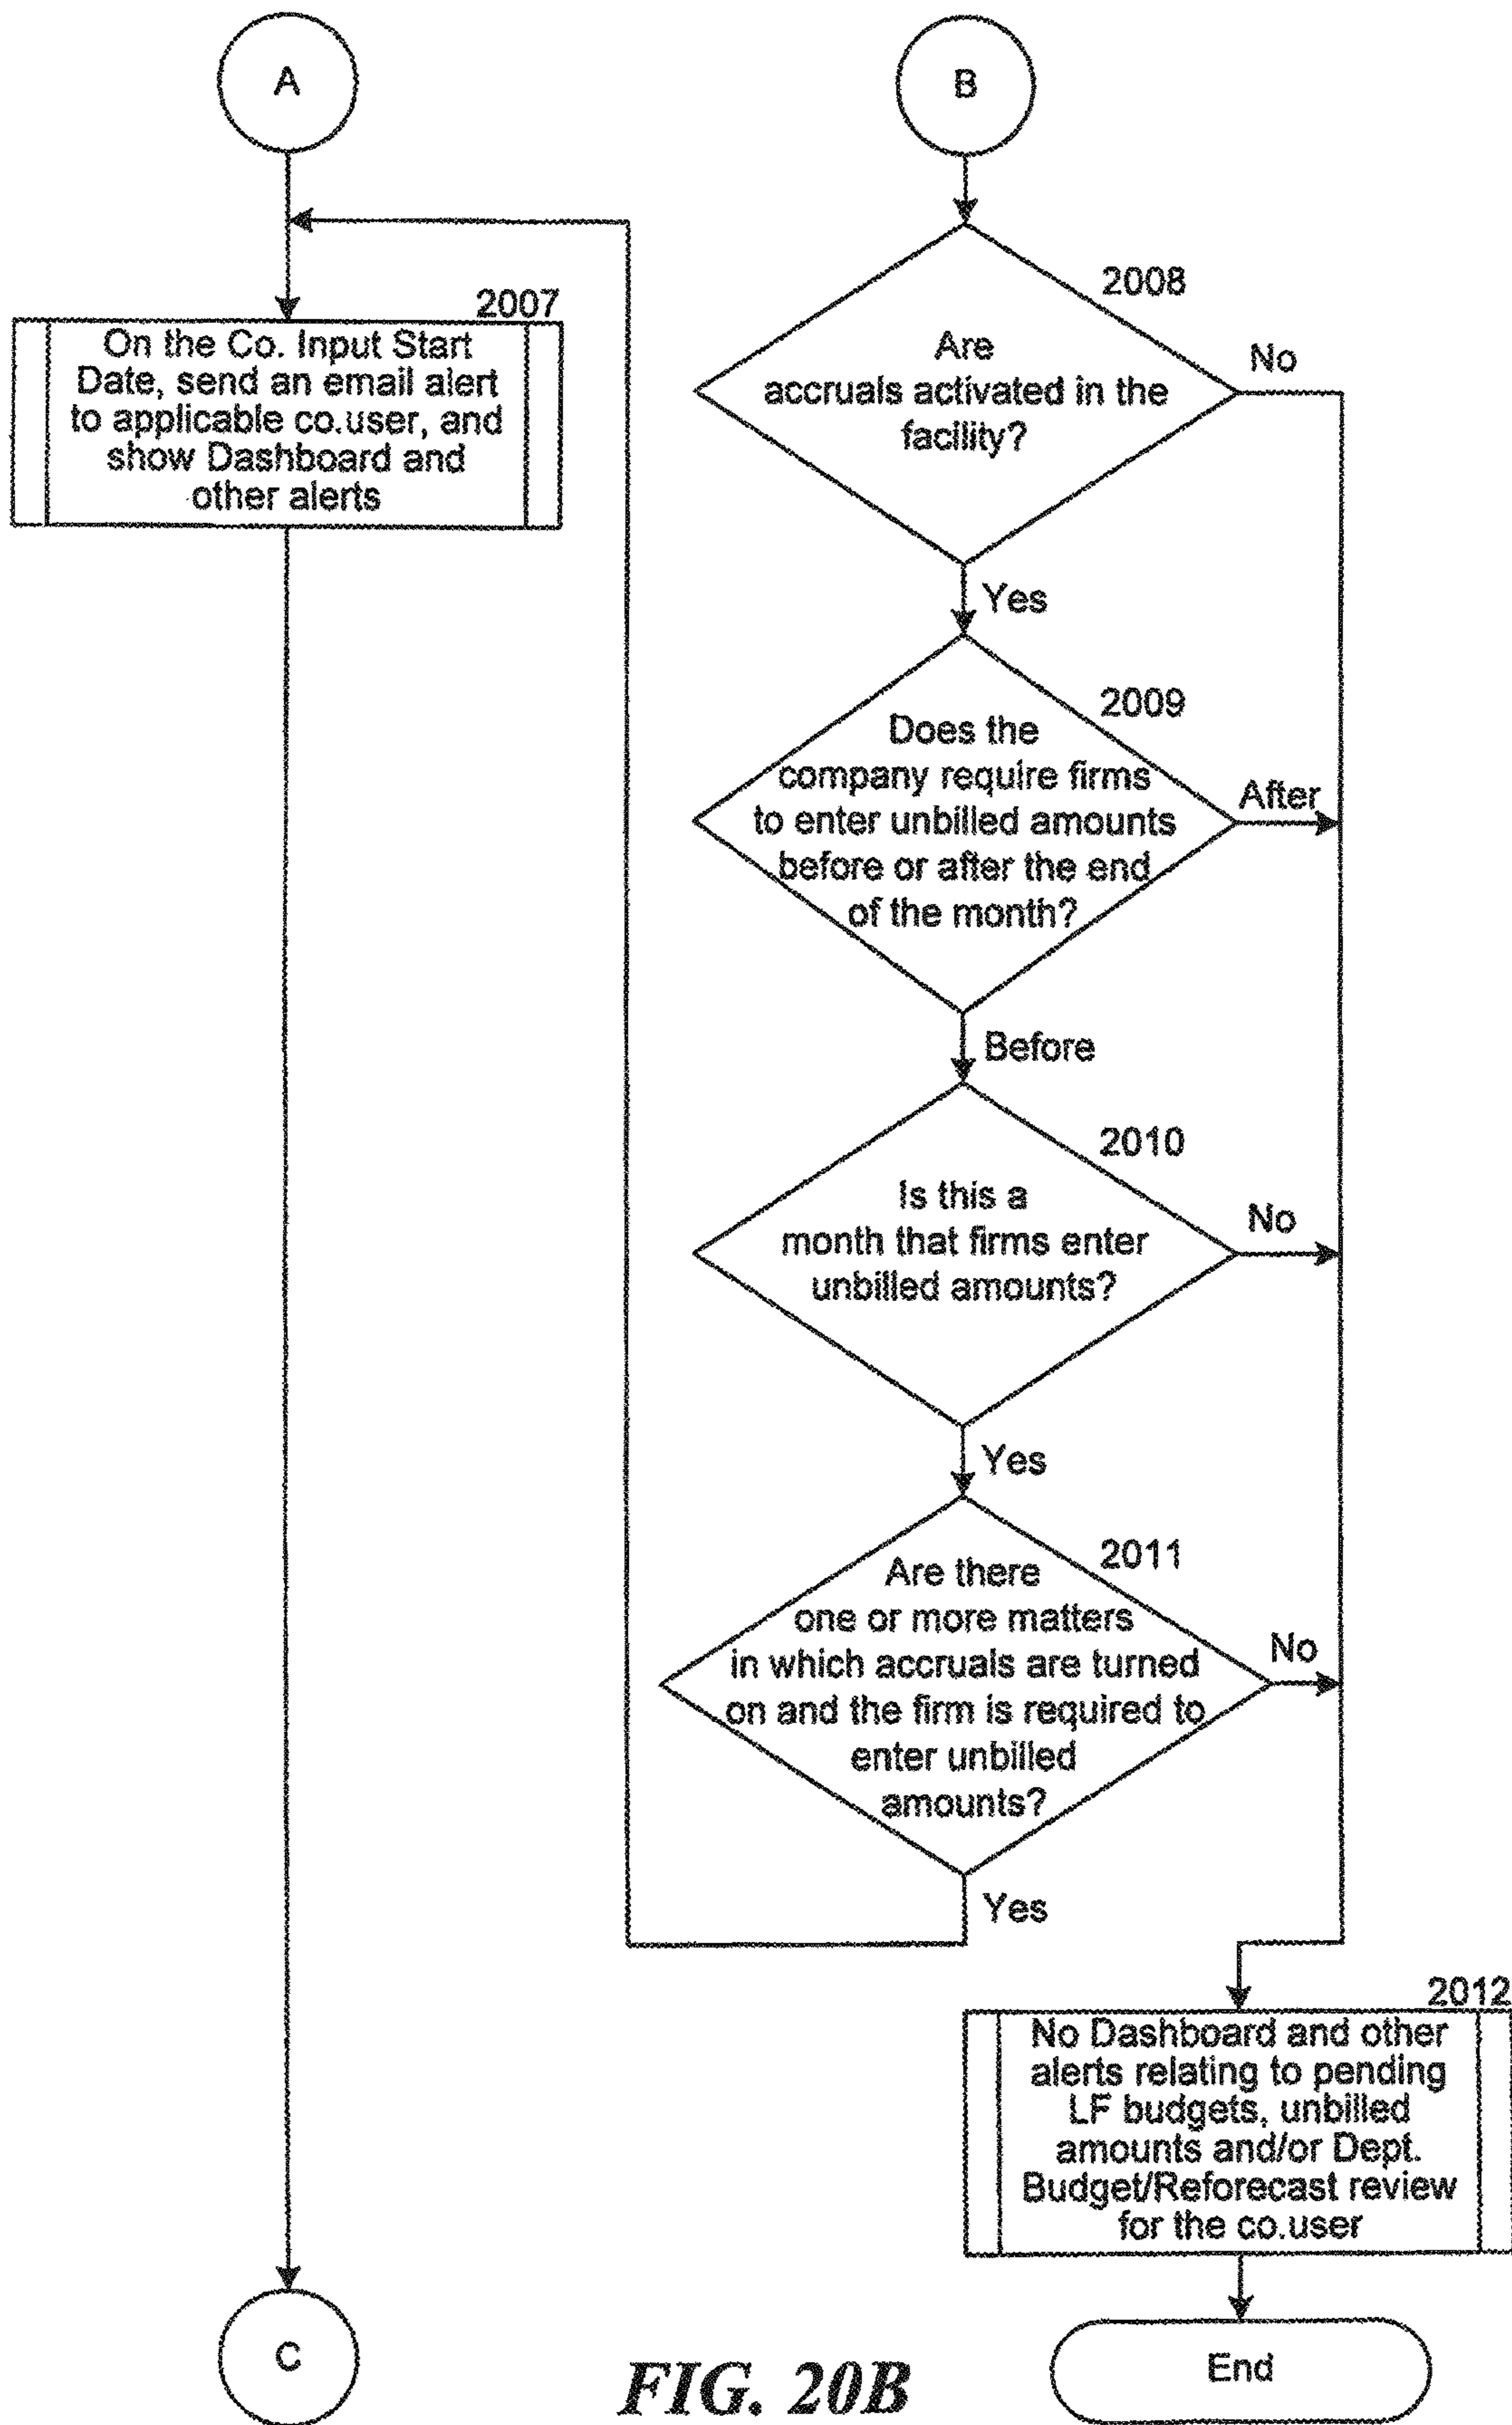 A
2007
On the Co. Input Start
Date, send an email alert
to applicable co.user, and
show Dashboard and
other alerts
C
B
2008
Are
accruals activated in the
facility?
No
Yes
2009
Does the
company require firms
to enter unbilled amounts
before or after the end
of the month?
After
Before
2010
Is this a
month that firms enter
unbilled amounts?
No
Yes
2011
Are there
one or more matters
in which accruals are turned
on and the firm is required to
enter unbilled
amounts?
No
Yes
2012
No Dashboard and other
alerts relating to pending
LF budgets, unbilled
amounts and/or Dept.
Budget/Reforecast review
for the co.user
End
FIG. 20B